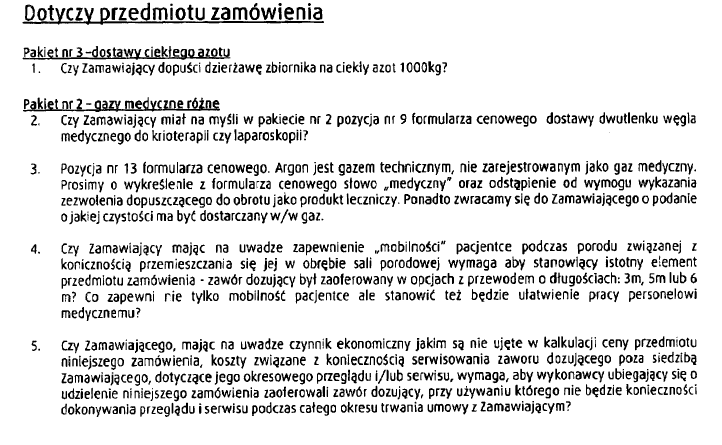 Dotyczy przedmiotu zamówienia
Pakiet nr 3 –dostawy ciekłego azotu
1. Czy Zamawiający dopuści dzierżawę zbiornika na ciekły azot 1000kg?
Pakiet nr 2 – gazy medyczne różne
2. Czy Zamawiający miał na myśli w pakiecie nr 2 pozycja nr 9 formularza cenowego dostawy dwutlenku węgla
medycznego do krioterapii czy laparoskopii?
3. Pozycja nr 13 formularza cenowego. Argon jest gazem technicznym, nie zarejestrowanym jako gaz medyczny.
Prosimy o wykreślenie z formularza cenowego słowo „medyczny” oraz odstąpienie od wymogu wykazania
zezwolenia dopuszczającego do obrotu jako produkt leczniczy. Ponadto zwracamy się do Zamawiającego o podanie
o jakiej czystości ma być dostarczany w/w gaz.
4. Czy Zamawiający mając na uwadze zapewnienie „mobilności” pacjentce podczas porodu związanej z
konicznością przemieszczania się jej w obrębie sali porodowej wymaga aby stanowiący istotny element
przedmiotu zamówienia - zawór dozujący był zaoferowany w opcjach z przewodem o długościach: 3m, 5m lub 6
m? Co zapewni nie tylko mobilność pacjentce ale stanowić też będzie ułatwienie pracy personelowi
medycznemu?
5. Czy Zamawiającego, mając na uwadze czynnik ekonomiczny jakim są nie ujęte w kalkulacji ceny przedmiotu
niniejszego zamówienia, koszty związane z koniecznością serwisowania zaworu dozującego poza siedzibą
Zamawiającego, dotyczące jego okresowego przeglądu i/lub serwisu, wymaga, aby wykonawcy ubiegający się o
udzielenie niniejszego zamówienia zaoferowali zawór dozujący, przy używaniu którego nie będzie konieczności
dokonywania przeglądu i serwisu podczas całego okresu trwania umowy z Zamawiającym?